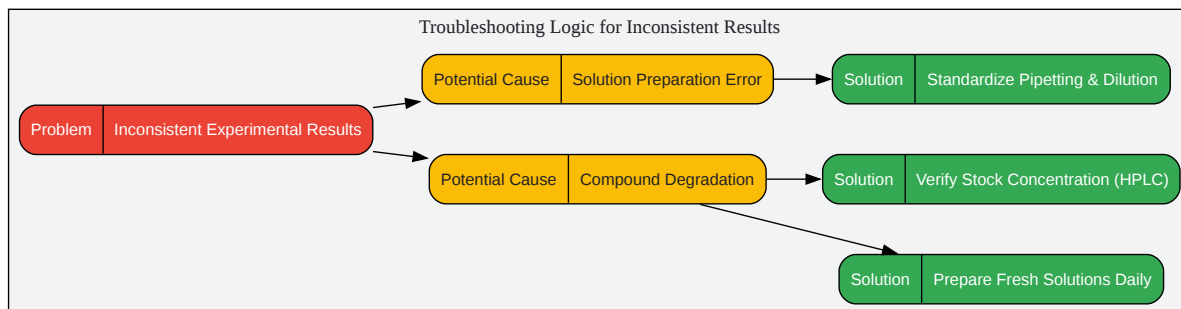 Troubleshooting Logic for Inconsistent Results
Potential Cause Solution Preparation Error
Solution Standardize Pipetting & Dilution
Problem Inconsistent Experimental Results
Potential Cause Compound Degradation
Solution Verify Stock Concentration (HPLC)
Solution Prepare Fresh Solutions Daily